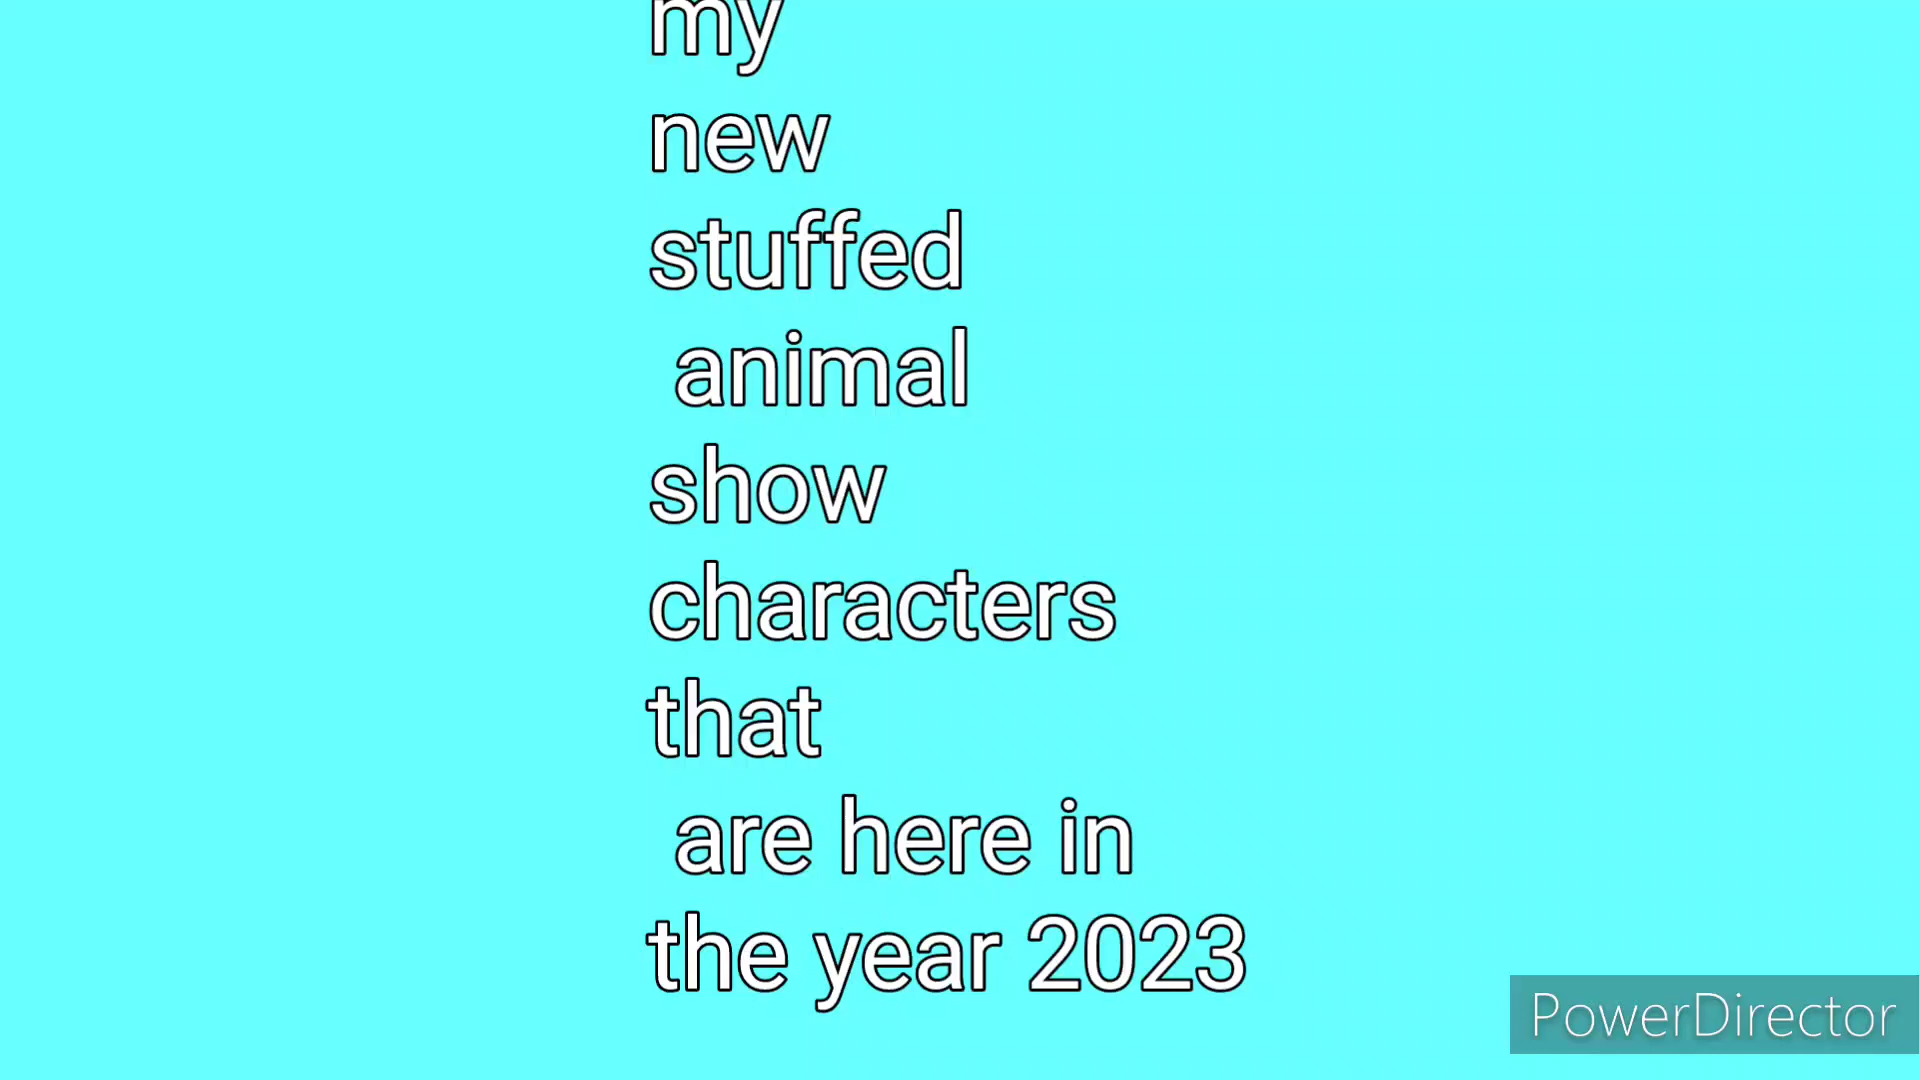 my
new
stuffed
animal
show
characters
that
are here in
the year 2023
PowerDirector